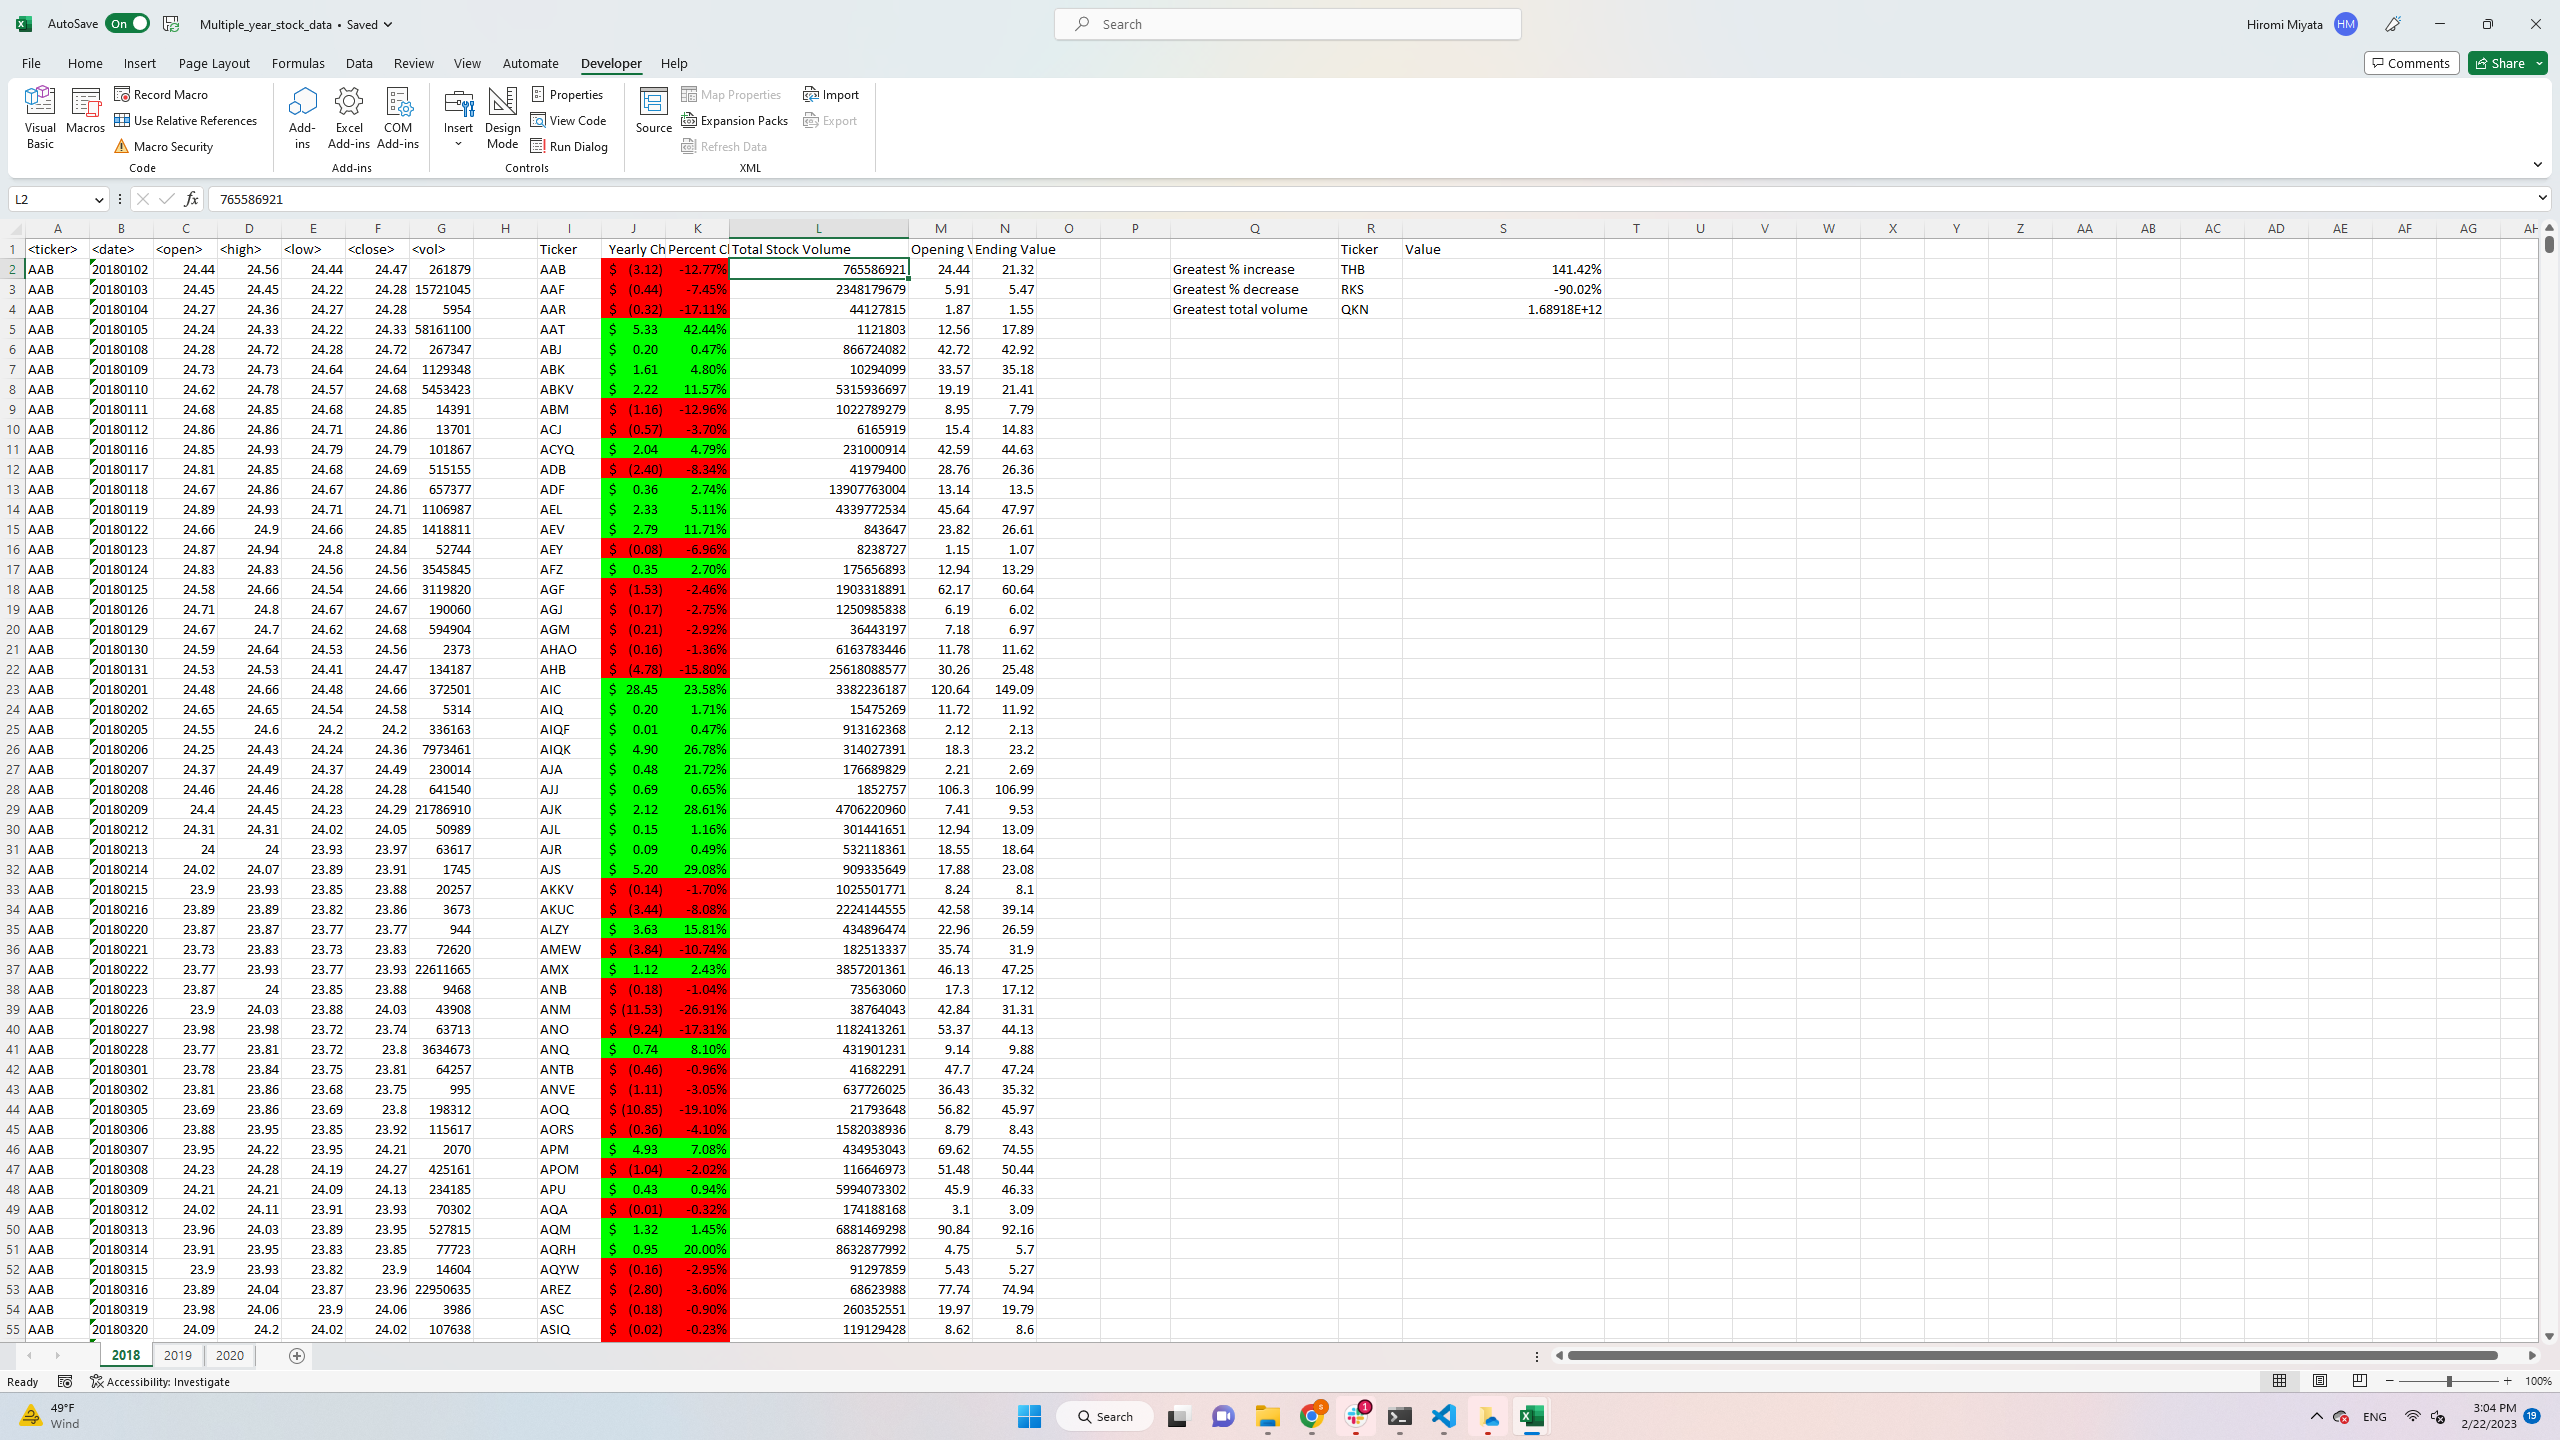 AutoSave On Multiple_year_stock_data • Saved Search Hiromi Miyata HM
File Home Insert Page Layout Formulas Data Review View Automate Developer Help Comments Share
Visual Basic Macros Record Macro Use Relative References Macro Security Add-ins Excel Add-ins COM Add-ins Insert Design Mode Properties View Code Run Dialog Source Map Properties Expansion Packs Refresh Data Import Export
Code Add-ins Controls XML
L2 fx 765586921
A B C D E F G H I J K L M N O P Q R S T U V W X Y Z AA AB AC AD AE AF AG AH
1 <ticker> <date> <open> <high> <low> <close> <vol> Ticker Yearly Ch Percent Cl Total Stock Volume Opening V Ending Value Ticker Value
2 AAB 20180102 24.44 24.56 24.44 24.47 261879 AAB $ (3.12) -12.77% 765586921 24.44 21.32 Greatest % increase THB 141.42%
3 AAB 20180103 24.45 24.45 24.22 24.28 15721045 AAF $ (0.44) -7.45% 2348179679 5.91 5.47 Greatest % decrease RKS -90.02%
4 AAB 20180104 24.27 24.36 24.27 24.28 5954 AAR $ (0.32) -17.11% 44127815 1.87 1.55 Greatest total volume QKN 1.68918E+12
5 AAB 20180105 24.24 24.33 24.22 24.33 58161100 AAT $ 5.33 42.44% 1121803 12.56 17.89
6 AAB 20180108 24.28 24.72 24.28 24.72 267347 ABJ $ 0.20 0.47% 866724082 42.72 42.92
7 AAB 20180109 24.73 24.73 24.64 24.64 1129348 ABK $ 1.61 4.80% 10294099 33.57 35.18
8 AAB 20180110 24.62 24.78 24.57 24.68 5453423 ABKV $ 2.22 11.57% 5315936697 19.19 21.41
9 AAB 20180111 24.68 24.85 24.68 24.85 14391 ABM $ (1.16) -12.96% 1022789279 8.95 7.79
10 AAB 20180112 24.86 24.86 24.71 24.86 13701 ACJ $ (0.57) -3.70% 6165919 15.4 14.83
11 AAB 20180116 24.85 24.93 24.79 24.79 101867 ACYQ $ 2.04 4.79% 231000914 42.59 44.63
12 AAB 20180117 24.81 24.85 24.68 24.69 515155 ADB $ (2.40) -8.34% 41979400 28.76 26.36
13 AAB 20180118 24.67 24.86 24.67 24.86 657377 ADF $ 0.36 2.74% 13907763004 13.14 13.5
14 AAB 20180119 24.89 24.93 24.71 24.71 1106987 AEL $ 2.33 5.11% 4339772534 45.64 47.97
15 AAB 20180122 24.66 24.9 24.66 24.85 1418811 AEV $ 2.79 11.71% 843647 23.82 26.61
16 AAB 20180123 24.87 24.94 24.8 24.84 52744 AEY $ (0.08) -6.96% 8238727 1.15 1.07
17 AAB 20180124 24.83 24.83 24.56 24.56 3545845 AFZ $ 0.35 2.70% 175656893 12.94 13.29
18 AAB 20180125 24.58 24.66 24.54 24.66 3119820 AGF $ (1.53) -2.46% 1903318891 62.17 60.64
19 AAB 20180126 24.71 24.8 24.67 24.67 190060 AGJ $ (0.17) -2.75% 1250985838 6.19 6.02
20 AAB 20180129 24.67 24.7 24.62 24.68 594904 AGM $ (0.21) -2.92% 36443197 7.18 6.97
21 AAB 20180130 24.59 24.64 24.53 24.56 2373 AHAO $ (0.16) -1.36% 6163783446 11.78 11.62
22 AAB 20180131 24.53 24.53 24.41 24.47 134187 AHB $ (4.78) -15.80% 25618088577 30.26 25.48
23 AAB 20180201 24.48 24.66 24.48 24.66 372501 AIC $ 28.45 23.58% 3382236187 120.64 149.09
24 AAB 20180202 24.65 24.65 24.54 24.58 5314 AIQ $ 0.20 1.71% 15475269 11.72 11.92
25 AAB 20180205 24.55 24.6 24.2 24.2 336163 AIQF $ 0.01 0.47% 913162368 2.12 2.13
26 AAB 20180206 24.25 24.43 24.24 24.36 7973461 AIQK $ 4.90 26.78% 314027391 18.3 23.2
27 AAB 20180207 24.37 24.49 24.37 24.49 230014 AJA $ 0.48 21.72% 176689829 2.21 2.69
28 AAB 20180208 24.46 24.46 24.28 24.28 641540 AJJ $ 0.69 0.65% 1852757 106.3 106.99
29 AAB 20180209 24.4 24.45 24.23 24.29 21786910 AJK $ 2.12 28.61% 4706220960 7.41 9.53
30 AAB 20180212 24.31 24.31 24.02 24.05 50989 AJL $ 0.15 1.16% 301441651 12.94 13.09
31 AAB 20180213 24 24 23.93 23.97 63617 AJR $ 0.09 0.49% 532118361 18.55 18.64
32 AAB 20180214 24.02 24.07 23.89 23.91 1745 AJS $ 5.20 29.08% 909335649 17.88 23.08
33 AAB 20180215 23.9 23.93 23.85 23.88 20257 AKKV $ (0.14) -1.70% 1025501771 8.24 8.1
34 AAB 20180216 23.89 23.89 23.82 23.86 3673 AKUC $ (3.44) -8.08% 2224144555 42.58 39.14
35 AAB 20180220 23.87 23.87 23.77 23.77 944 ALZY $ 3.63 15.81% 434896474 22.96 26.59
36 AAB 20180221 23.73 23.83 23.73 23.83 72620 AMEW $ (3.84) -10.74% 182513337 35.74 31.9
37 AAB 20180222 23.77 23.93 23.77 23.93 22611665 AMX $ 1.12 2.43% 3857201361 46.13 47.25
38 AAB 20180223 23.87 24 23.85 23.88 9468 ANB $ (0.18) -1.04% 73563060 17.3 17.12
39 AAB 20180226 23.9 24.03 23.88 24.03 43908 ANM $ (11.53) -26.91% 38764043 42.84 31.31
40 AAB 20180227 23.98 23.98 23.72 23.74 63713 ANO $ (9.24) -17.31% 1182413261 53.37 44.13
41 AAB 20180228 23.77 23.81 23.72 23.8 3634673 ANQ $ 0.74 8.10% 431901231 9.14 9.88
42 AAB 20180301 23.78 23.84 23.75 23.81 64257 ANTB $ (0.46) -0.96% 41682291 47.7 47.24
43 AAB 20180302 23.81 23.86 23.68 23.75 995 ANVE $ (1.11) -3.05% 637726025 36.43 35.32
44 AAB 20180305 23.69 23.86 23.69 23.8 198312 AOQ $ (10.85) -19.10% 21793648 56.82 45.97
45 AAB 20180306 23.88 23.95 23.85 23.92 115617 AORS $ (0.36) -4.10% 1582038936 8.79 8.43
46 AAB 20180307 23.95 24.22 23.95 24.21 2070 APM $ 4.93 7.08% 434953043 69.62 74.55
47 AAB 20180308 24.23 24.28 24.19 24.27 425161 APOM $ (1.04) -2.02% 116646973 51.48 50.44
48 AAB 20180309 24.21 24.21 24.09 24.13 234185 APU $ 0.43 0.94% 5994073302 45.9 46.33
49 AAB 20180312 24.02 24.11 23.91 23.93 70302 AQA $ (0.01) -0.32% 174188168 3.1 3.09
50 AAB 20180313 23.96 24.03 23.89 23.95 527815 AQM $ 1.32 1.45% 6881469298 90.84 92.16
51 AAB 20180314 23.91 23.95 23.83 23.85 77723 AQRH $ 0.95 20.00% 8632877992 4.75 5.7
52 AAB 20180315 23.9 23.93 23.82 23.9 14604 AQYW $ (0.16) -2.95% 91297859 5.43 5.27
53 AAB 20180316 23.89 24.04 23.87 23.96 22950635 AREZ $ (2.80) -3.60% 68623988 77.74 74.94
54 AAB 20180319 23.98 24.06 23.9 24.06 3986 ASC $ (0.18) -0.90% 260352551 19.97 19.79
55 AAB 20180320 24.09 24.2 24.02 24.02 107638 ASIQ $ (0.02) -0.23% 119129428 8.62 8.6
2018 2019 2020
Ready Accessibility: Investigate 100%
49°F Wind Search 1 ENG 3:04 PM 2/22/2023 19